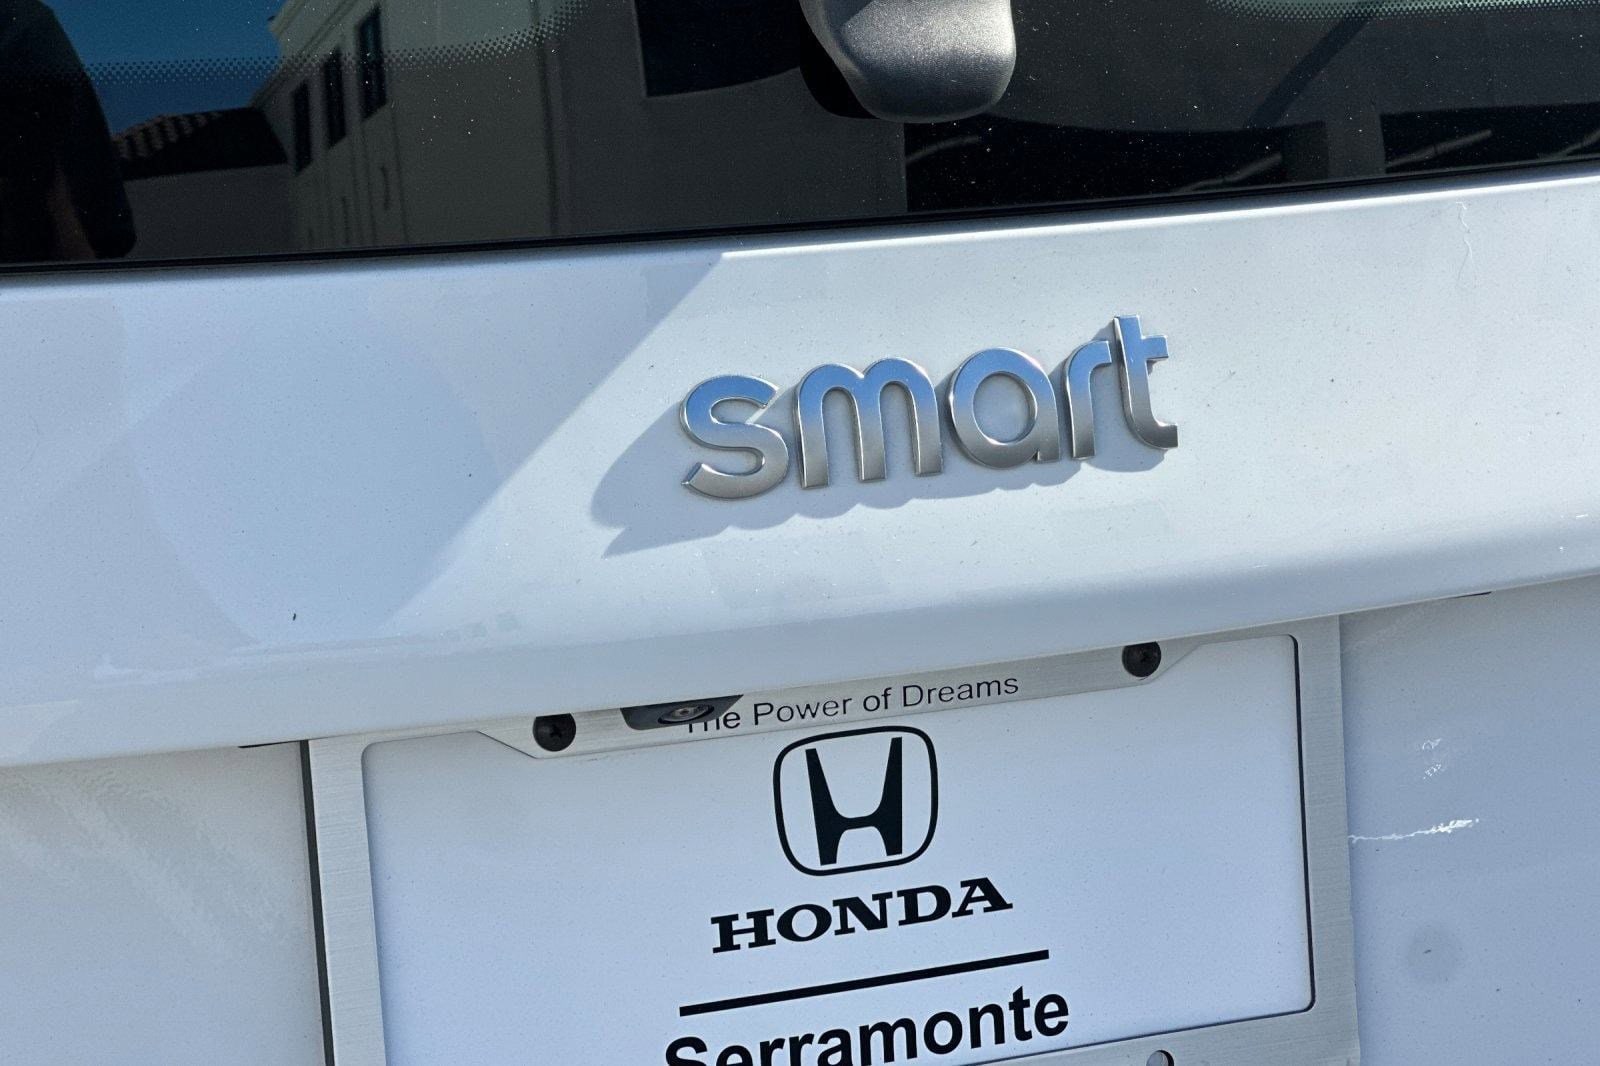 smart
The Power of Dreams
HONDA
Serramonte